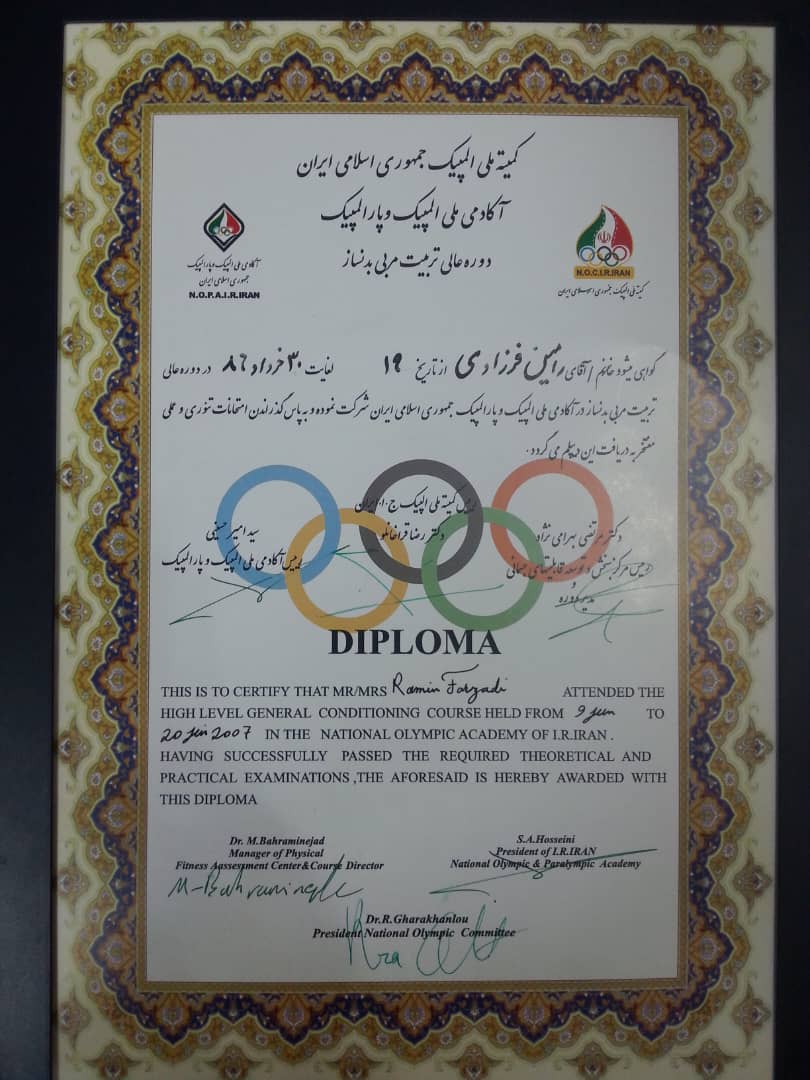 کمیته ملی المپیک جمهوری اسلامی ایران
آکادمی ملی المپیک و پارالمپیک
دوره عالی تربیت مربی بدنساز
آکادمی ملی المپیک و پارالمپیک
جمهوری اسلامی ایران
N.O.P.A.I.R.IRAN
N.O.C.I.R.IRAN
کمیته ملی المپیک جمهوری اسلامی ایران
گواهی میشود خانم / آقای رامین فرزادی از تاریخ ۱۹ لغایت ۳۰ خرداد ۸۶ در دوره عالی
تربیت مربی بدنساز در آکادمی ملی المپیک و پارالمپیک جمهوری اسلامی ایران شرکت نموده و به پاس گذراندن امتحانات تئوری و عملی
مفتخر به دریافت این دیپلم می گردد.
رییس کمیته ملی المپیک ج.ا.ایران
دکتر رضا قراخانلو
سید امیر حسینی
رییس آکادمی ملی المپیک و پارالمپیک
دکتر مرتضی بهرامی نژاد
رییس مرکز سنجش و توسعه قابلیتهای جسمانی
و
مدیر دوره
DIPLOMA
THIS IS TO CERTIFY THAT MR/MRS Ramin Farzadi ATTENDED THE
HIGH LEVEL GENERAL CONDITIONING COURSE HELD FROM 9 jun TO
20 jun 2007 IN THE NATIONAL OLYMPIC ACADEMY OF I.R.IRAN .
HAVING SUCCESSFULLY PASSED THE REQUIRED THEORETICAL AND
PRACTICAL EXAMINATIONS ,THE AFORESAID IS HEREBY AWARDED WITH
THIS DIPLOMA
Dr. M.Bahraminejad
Manager of Physical
Fitness Aassessment Center&Course Director
M-Bahraminejad
S.A.Hosseini
President of I.R.IRAN
National Olympic & Paralympic Academy
Dr.R.Gharakhanlou
President National Olympic Committee